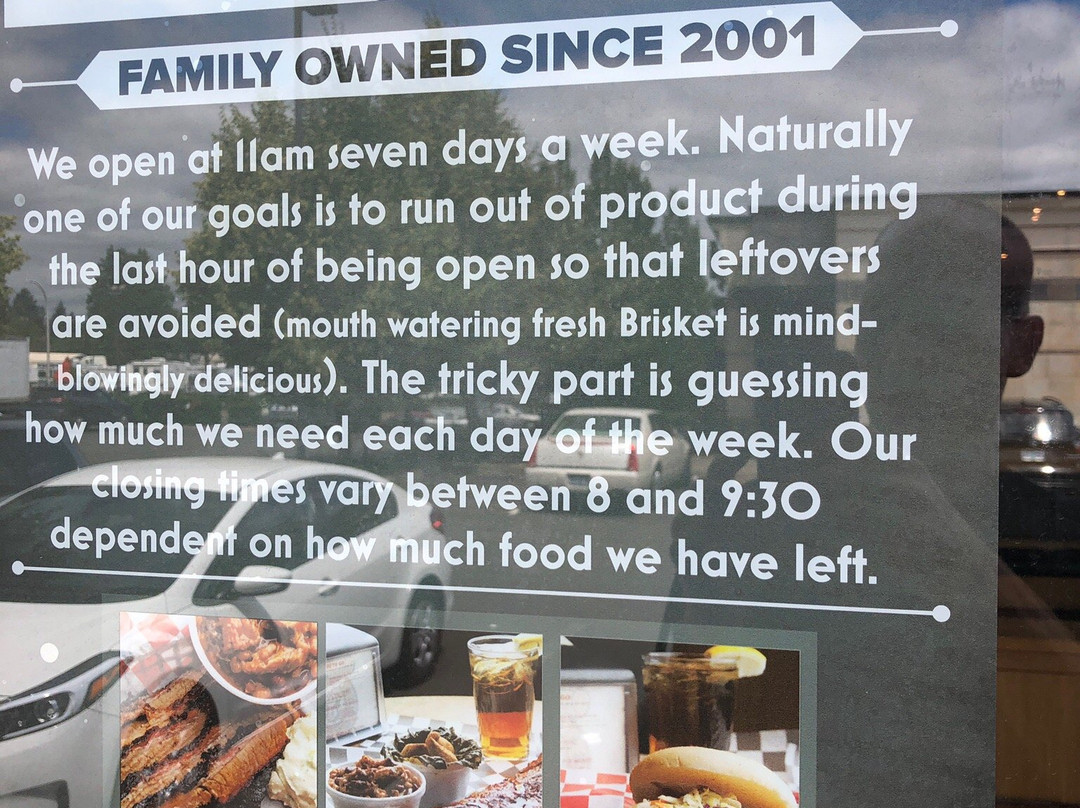 FAMILY OWNED SINCE 2001
We open at 11am seven days a week. Naturally
one of our goals is to run out of product during
the last hour of being open so that leftovers
are avoided (mouth watering fresh Brisket is mind-
blowingly delicious). The tricky part is guessing
how much we need each day of the week. Our
closing times vary between 8 and 9:30
dependent on how much food we have left.